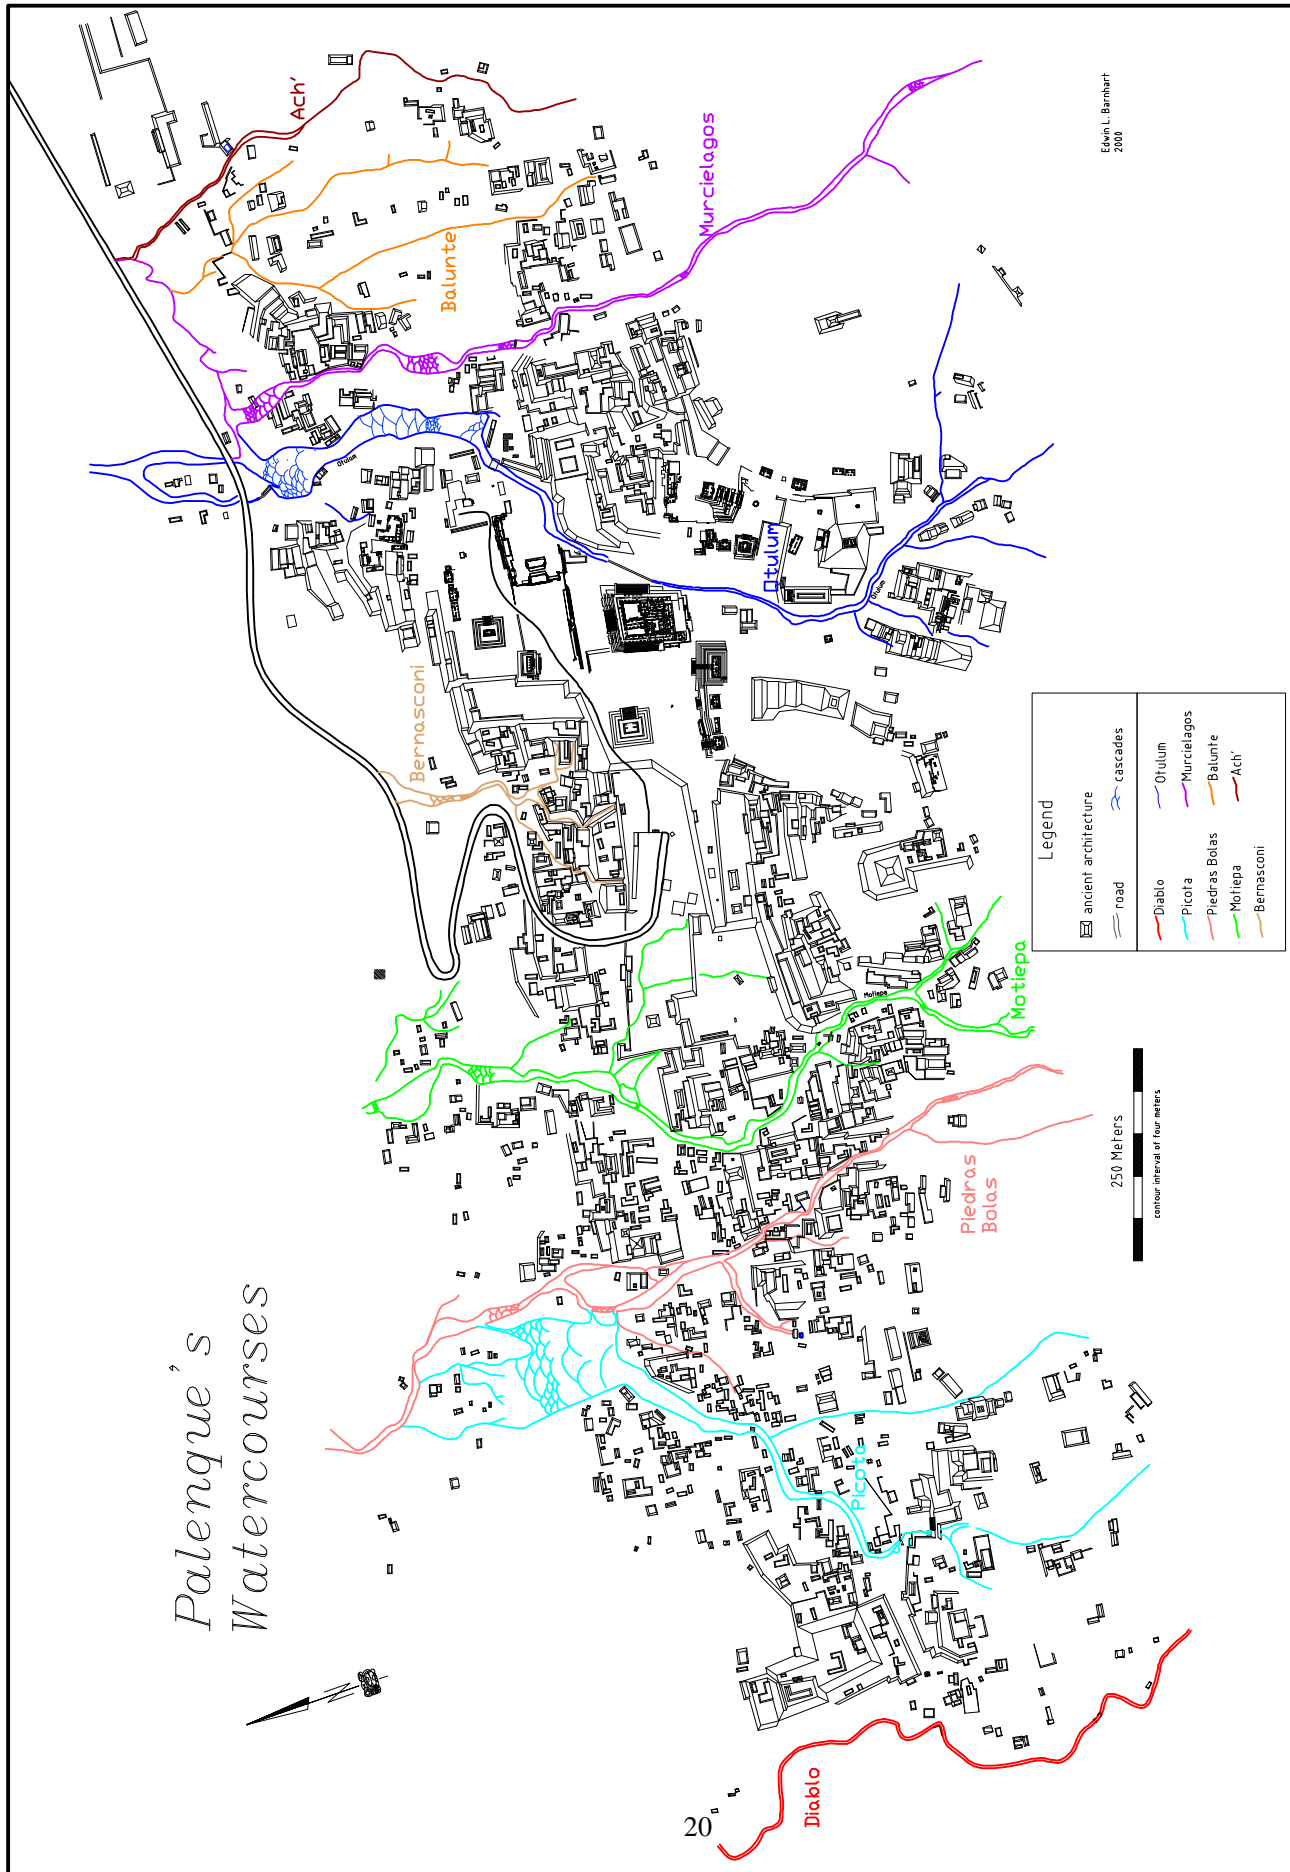 Palenque's
Watercourses
N
Diablo
Picota
Piedras
Bolas
Motiepa
Motiepa
Bernasconi
Otulum
Otulum
Otulum
Murcielagos
Balunte
Ach'
Edwin L. Barnhart
2000
250 Meters
contour interval of four meters
Legend
ancient architecture
road
cascades
Diablo
Picota
Piedras Bolas
Motiepa
Bernasconi
Otulum
Murcielagos
Balunte
Ach'
20